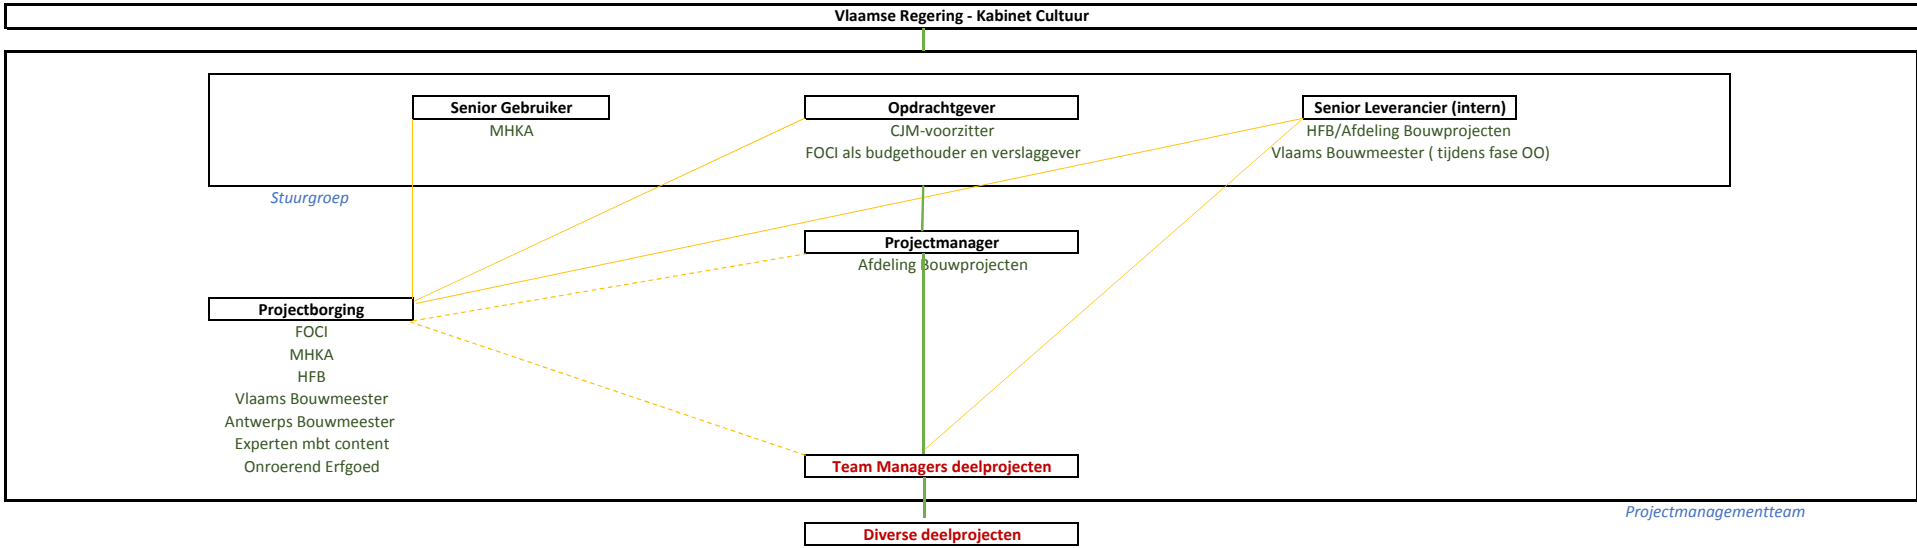 Vlaamse Regering - Kabinet Cultuur
Senior Gebruiker
MHKA
Opdrachtgever
CJM-voorzitter
FOCI als budgethouder en verslaggever
Senior Leverancier (intern)
HFB/Afdeling Bouwprojecten
Vlaams Bouwmeester ( tijdens fase OO)
Stuurgroep
Projectmanager
Afdeling Bouwprojecten
Projectborging
FOCI
MHKA
HFB
Vlaams Bouwmeester
Antwerps Bouwmeester
Experten mbt content
Onroerend Erfgoed
Team Managers deelprojecten
Projectmanagementteam
Diverse deelprojecten